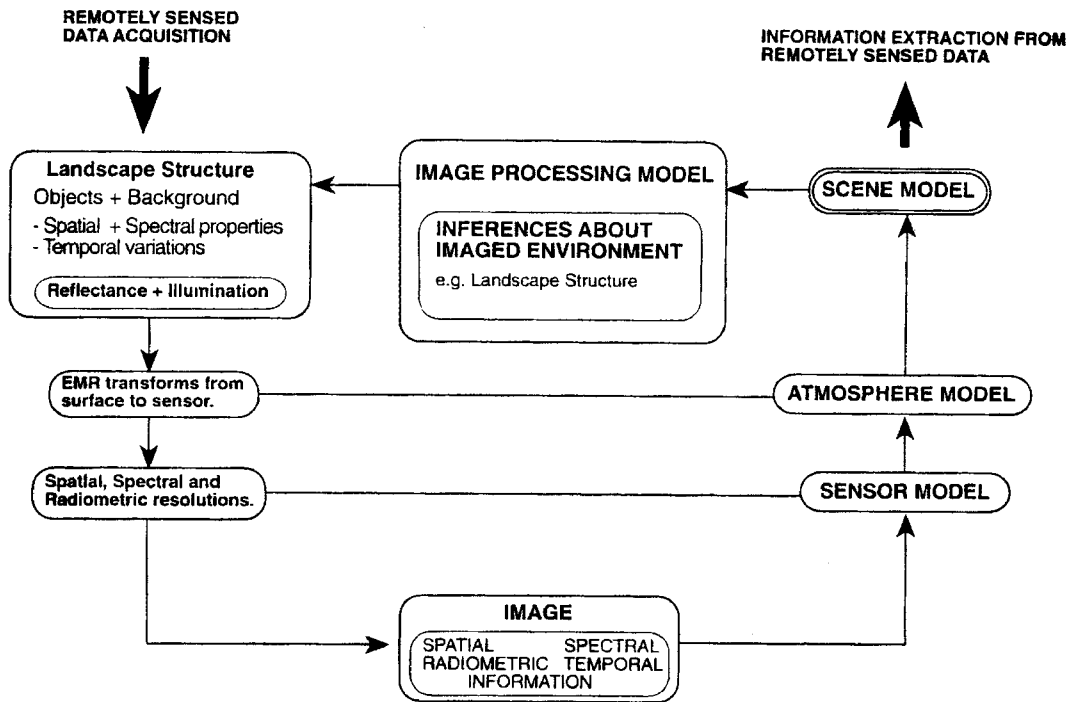 REMOTELY SENSED
DATA ACQUISITION
INFORMATION EXTRACTION FROM
REMOTELY SENSED DATA
Landscape Structure
Objects + Background
- Spatial + Spectral properties
- Temporal variations
Reflectance + Illumination
IMAGE PROCESSING MODEL
INFERENCES ABOUT
IMAGED ENVIRONMENT
e.g. Landscape Structure
SCENE MODEL
EMR transforms from
surface to sensor.
ATMOSPHERE MODEL
Spatial, Spectral and
Radiometric resolutions.
SENSOR MODEL
IMAGE
SPATIAL SPECTRAL
RADIOMETRIC TEMPORAL
INFORMATION